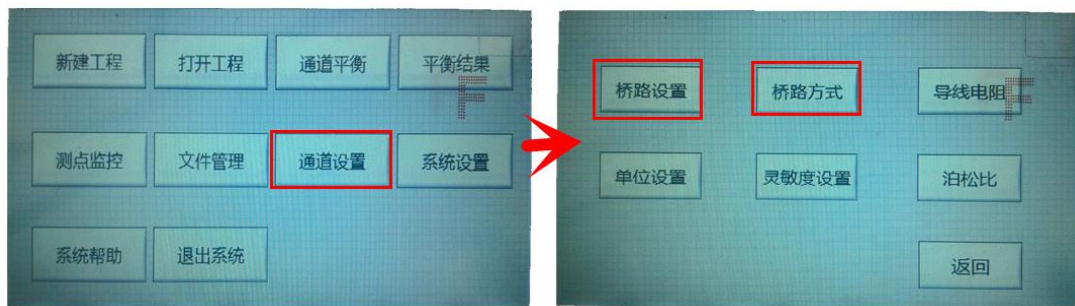 新建工程 打开工程 通道平衡 平衡结果
测点监控 文件管理 通道设置 系统设置
系统帮助 退出系统
桥路设置 桥路方式 导线电阻
单位设置 灵敏度设置 泊松比
返回
F
F